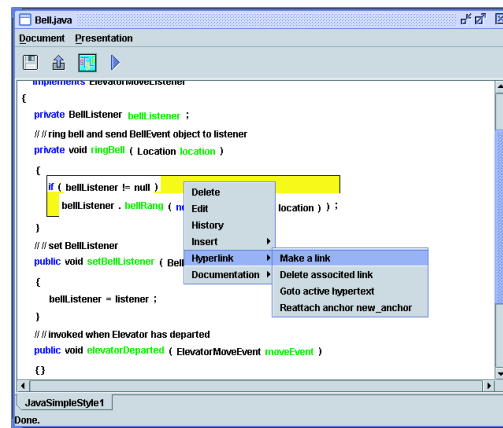 Bell.java
Document Presentation
implements ElevatorMoveListener
{
private BellListener bellListener ;
// // ring bell and send BellEvent object to listener
private void ringBell ( Location location )
{
if ( bellListener != null )
bellListener . bellRang ( location ) ) ;
}
// // set BellListener
public void setBellListener ( Bell
{
bellListener = listener ;
}
// // invoked when Elevator has departed
public void elevatorDeparted ( ElevatorMoveEvent moveEvent )
{}
Delete
Edit
History
Insert
Hyperlink
Documentation
Make a link
Delete associted link
Goto active hypertext
Reattach anchor new_anchor
JavaSimpleStyle1
Done.